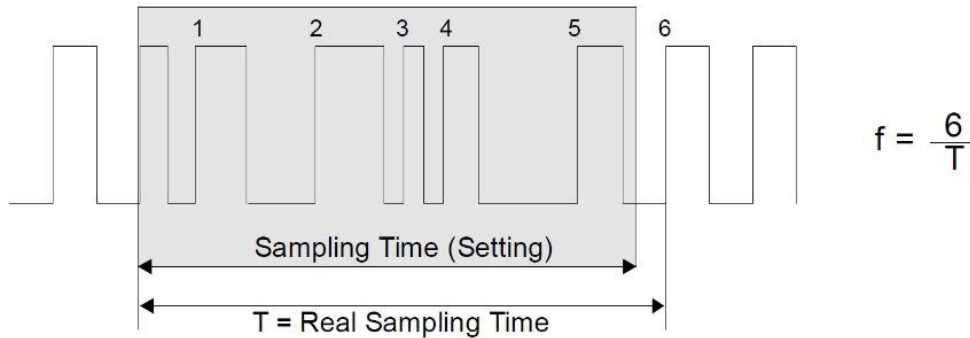 1 2 3 4 5 6
f = 6/T
Sampling Time (Setting)
T = Real Sampling Time